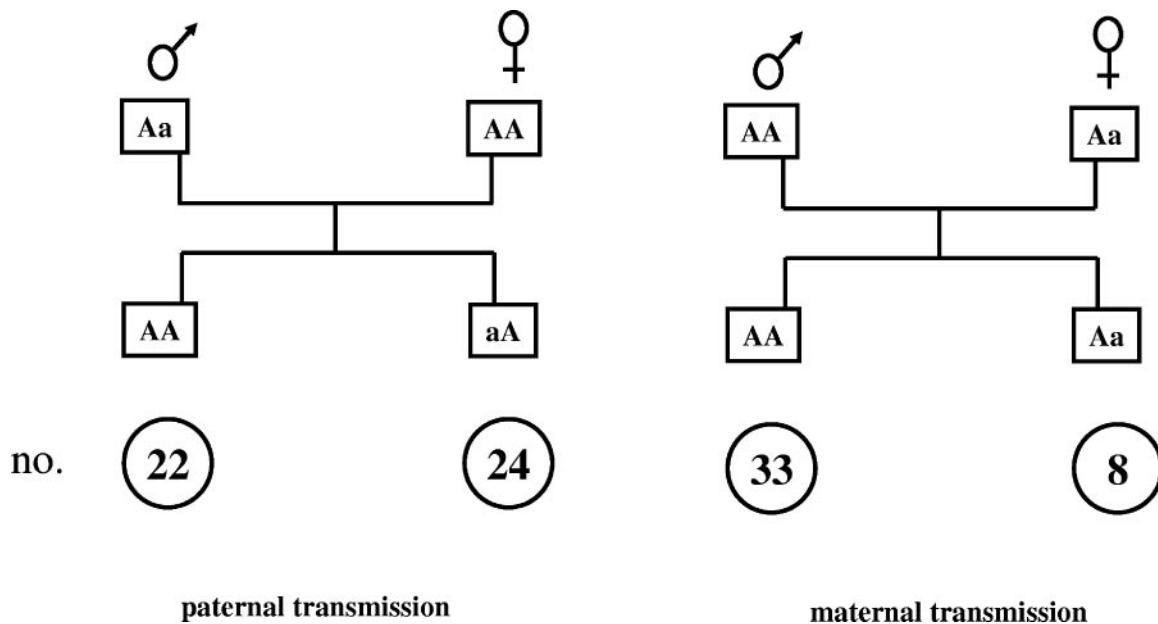 Aa AA AA Aa
AA aA AA Aa
no. 22 24 33 8
paternal transmission maternal transmission